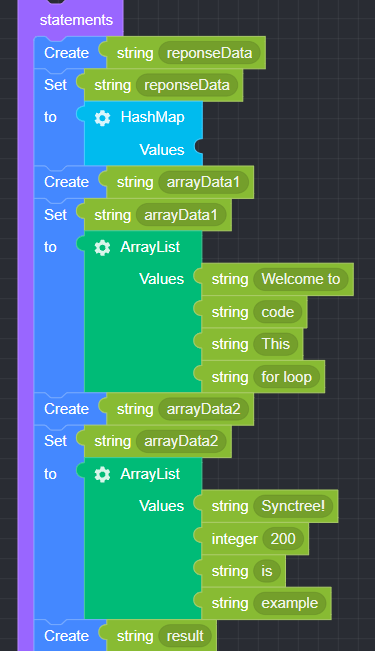 statements
Create string reponseData
Set string reponseData
to HashMap
Values
Create string arrayData1
Set string arrayData1
to ArrayList
Values string Welcome to
string code
string This
string for loop
Create string arrayData2
Set string arrayData2
to ArrayList
Values string Synctree!
integer 200
string is
string example
Create string result